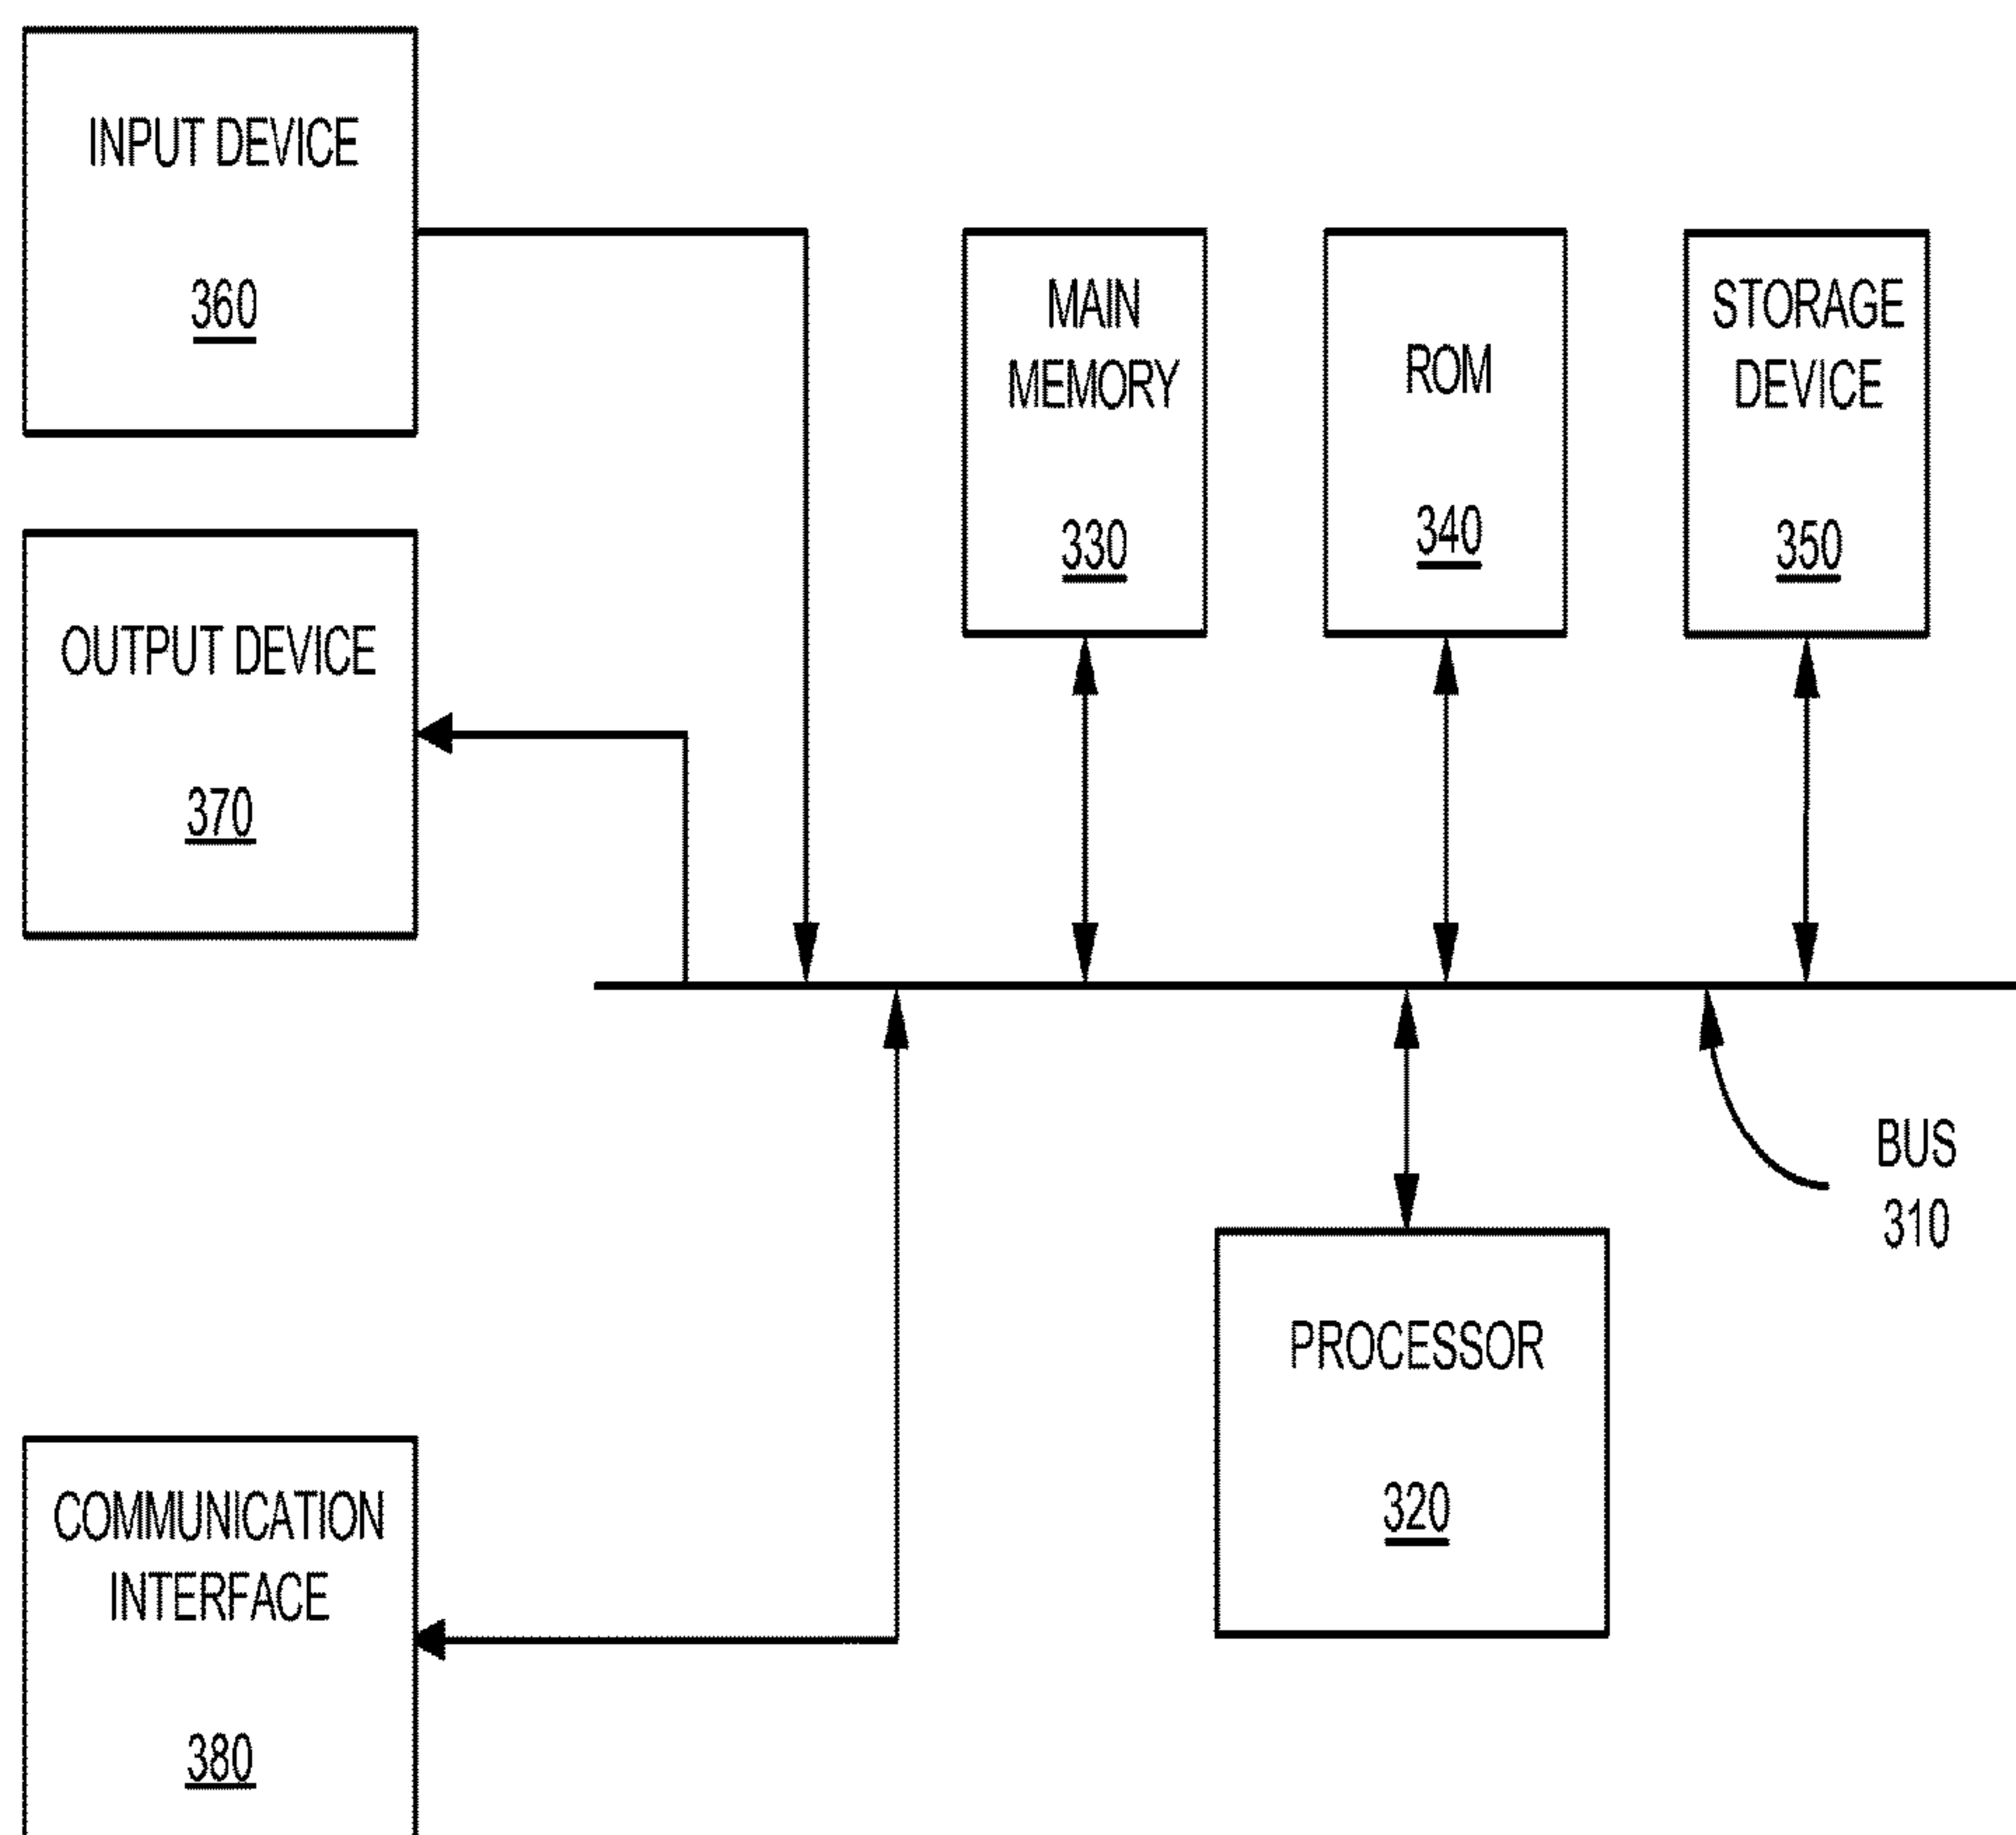 INPUT DEVICE
360
OUTPUT DEVICE
370
MAIN
MEMORY
330
ROM
340
STORAGE
DEVICE
350
BUS
310
PROCESSOR
320
COMMUNICATION
INTERFACE
380